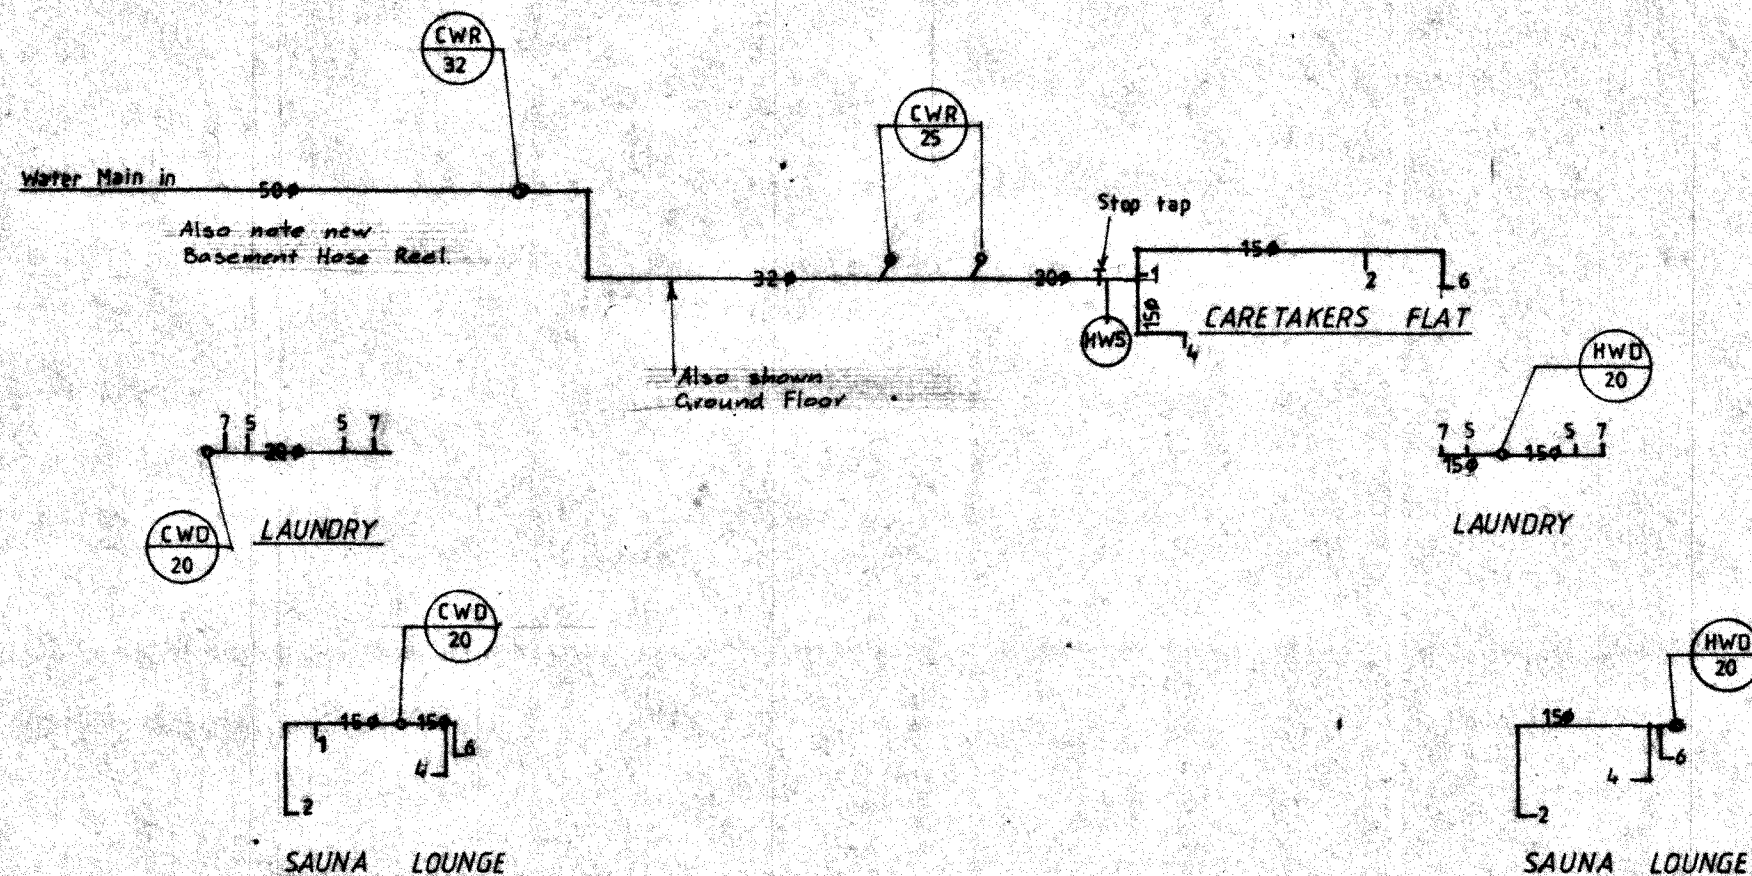 CWR
32
CWR
25
Water Main in
50ø
Also note new
Basement Hose Reel.
Stop tap
15ø
32ø
20ø
1
2
6
15ø
CARETAKERS FLAT
HWS
4
Also shown
Ground Floor
HWD
20
7 5 5 7
20ø
7 5 5 7
15ø 15ø
CWD
20
LAUNDRY
LAUNDRY
CWD
20
HWD
20
15ø 15ø
1
6
4
2
15ø
6
4
2
SAUNA LOUNGE
SAUNA LOUNGE